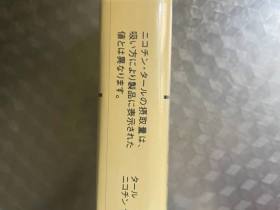 ニコチン・タールの摂取量は、
吸い方により製品に表示された
値とは異なります。
タール
ニコチン